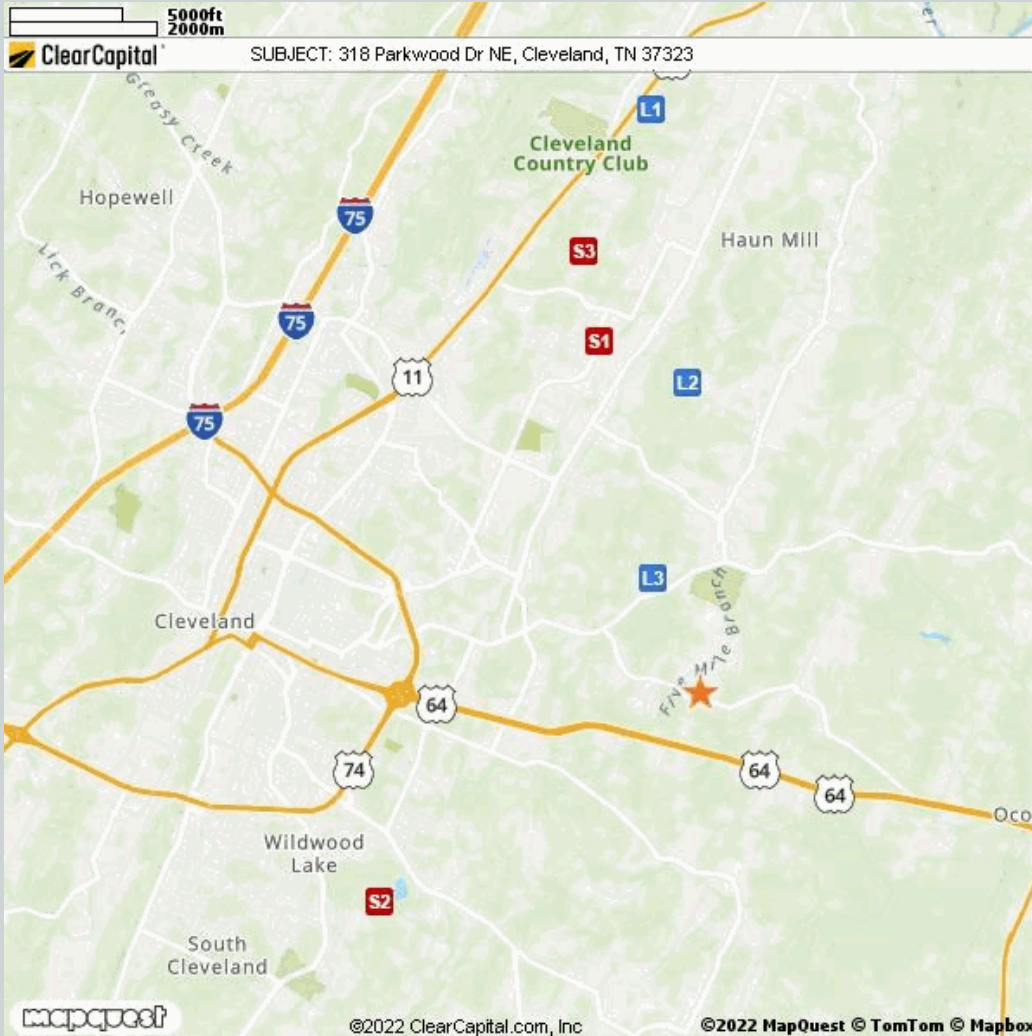 5000ft
2000m
ClearCapital
SUBJECT: 318 Parkwood Dr NE, Cleveland, TN 37323
Greasy Creek
L1
Cleveland
Country Club
Hopewell
75
S3
Haun Mill
Lick Branc
75
S1
11
L2
75
L3
Cleveland
Five Mile Branch
64
74
64
64
Oco
Wildwood
Lake
S2
South
Cleveland
mapquest
©2022 ClearCapital.com, Inc
©2022 MapQuest © TomTom © Mapbox